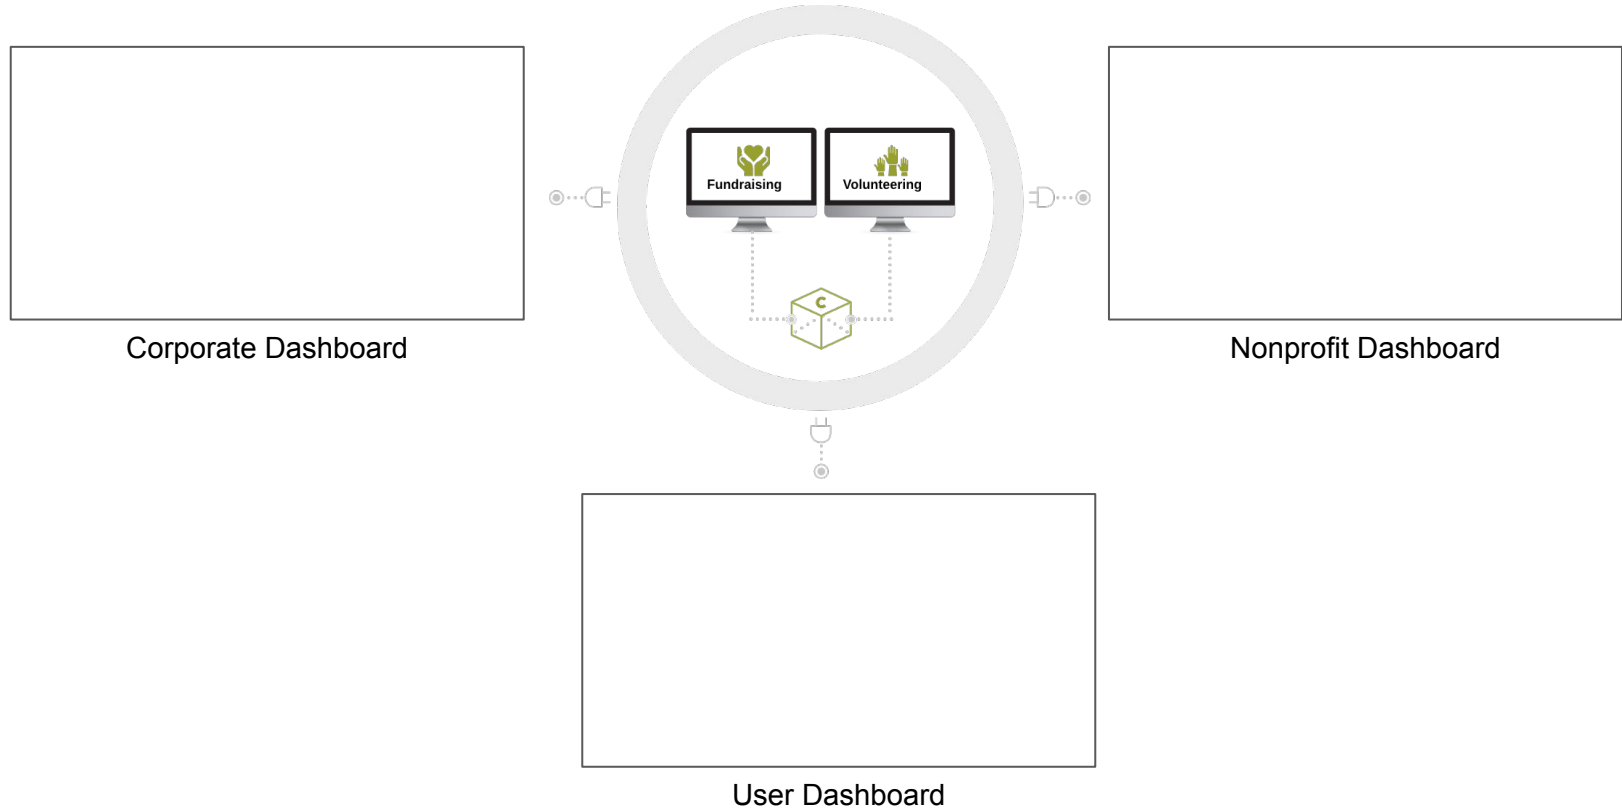 Fundraising
Volunteering
C
Corporate Dashboard
Nonprofit Dashboard
User Dashboard